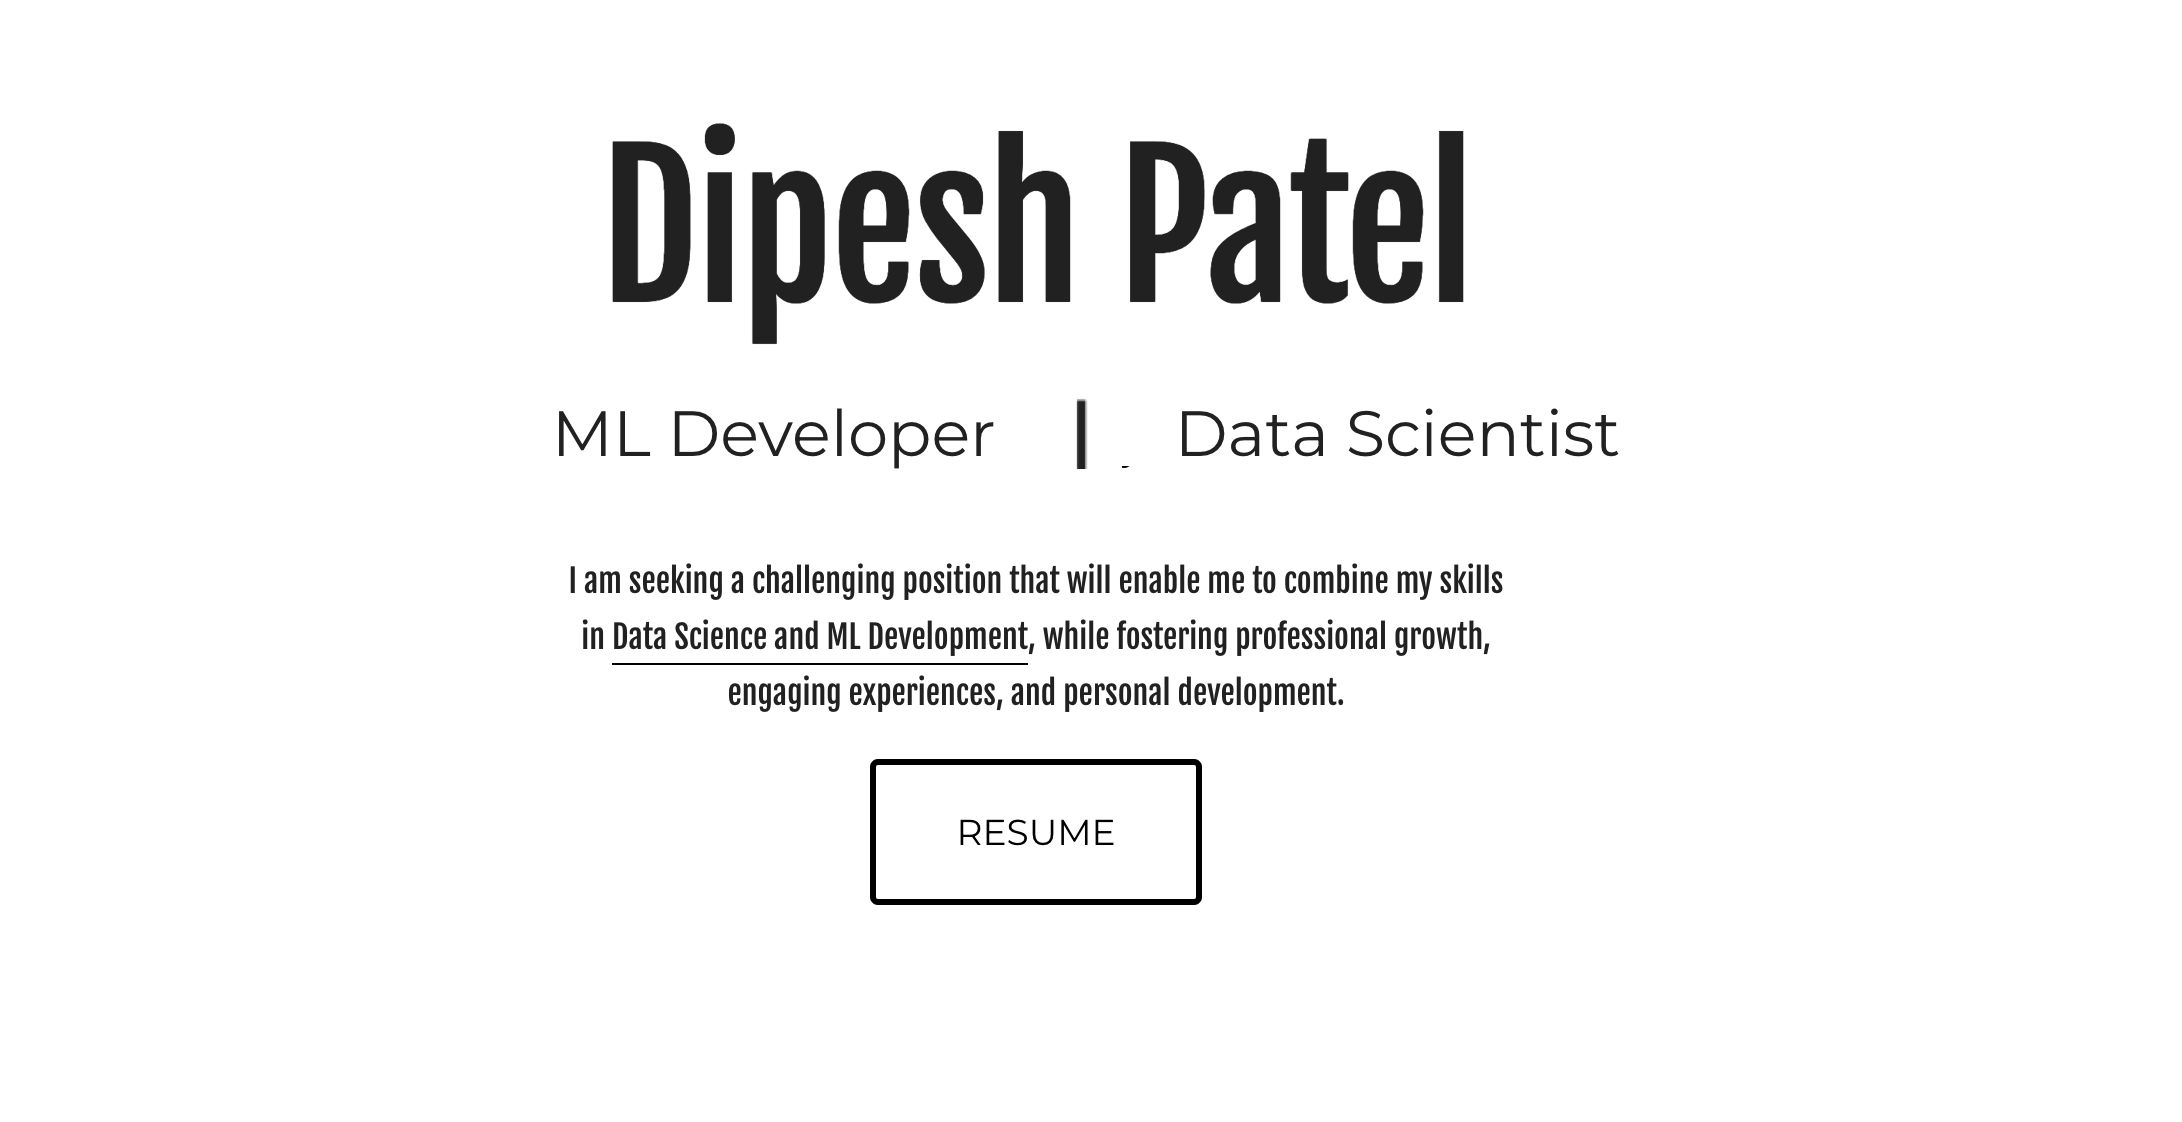 Dipesh Patel
ML Developer | Data Scientist
I am seeking a challenging position that will enable me to combine my skills
in Data Science and ML Development, while fostering professional growth,
engaging experiences, and personal development.
RESUME